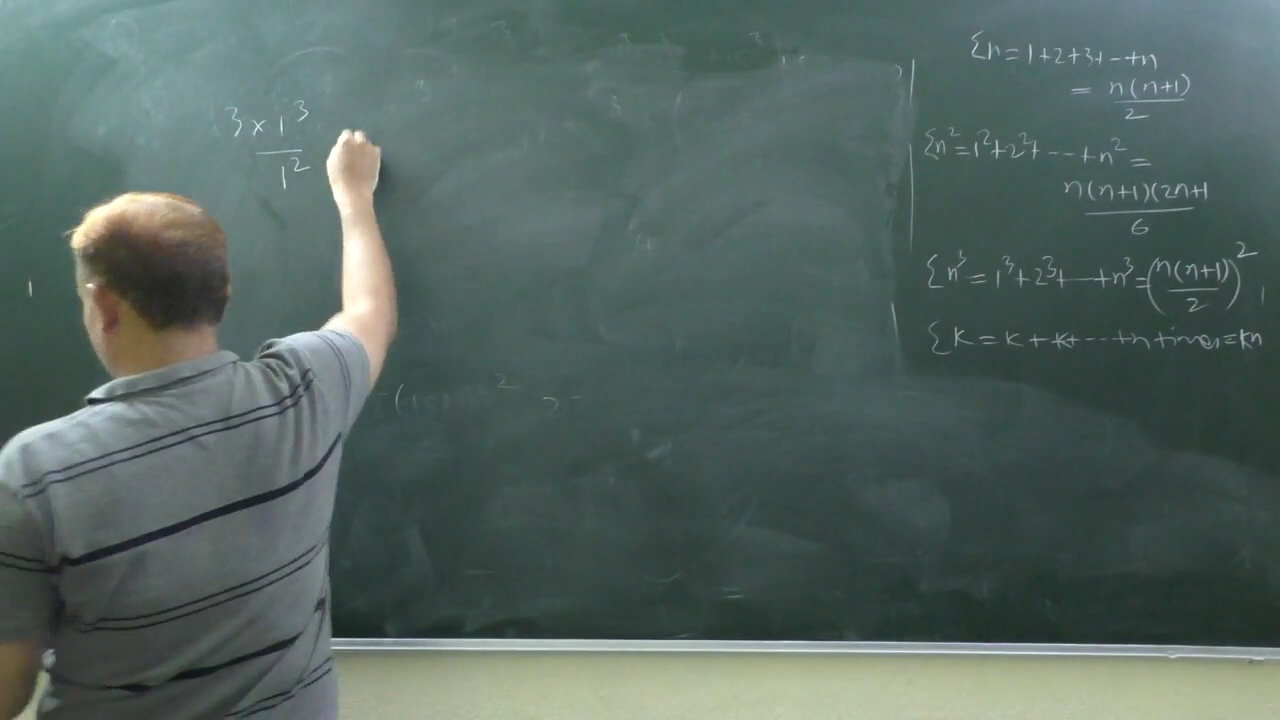 3 × 1³
1²
Σn = 1+2+3+---+n
= n(n+1)
2
Σn² = 1²+2²+---+n² =
n(n+1)(2n+1
6
Σn³ = 1³+2³+---+n³ = (n(n+1)
2)²
Σk = k+k+---+n times = kn